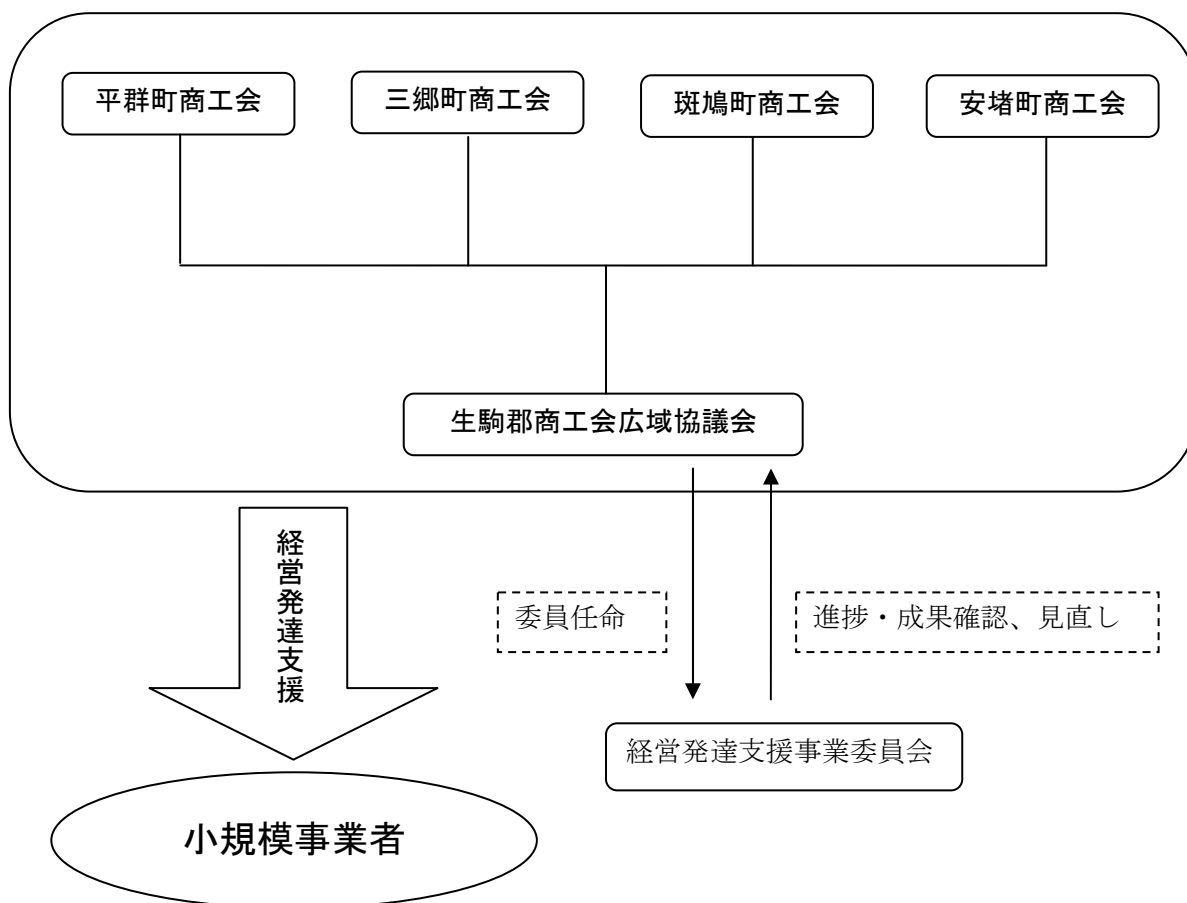 平群町商工会
三郷町商工会
斑鳩町商工会
安堵町商工会
生駒郡商工会広域協議会
経営発達支援
委員任命
進捗・成果確認、見直し
経営発達支援事業委員会
小規模事業者